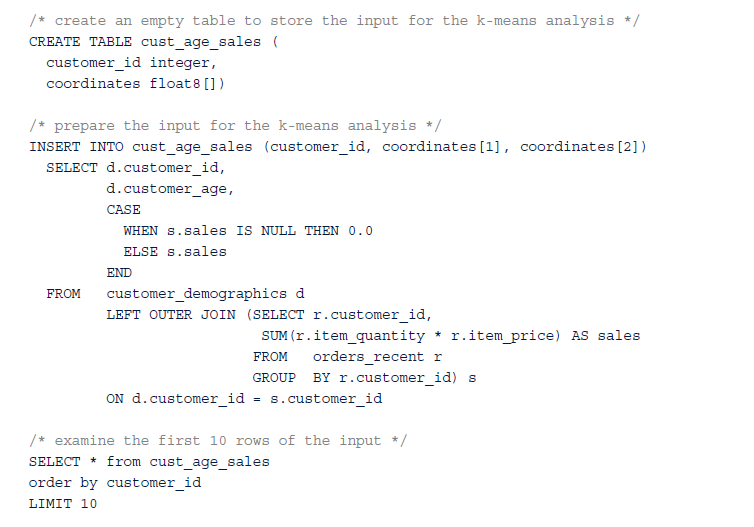 /* create an empty table to store the input for the k-means analysis */
CREATE TABLE cust_age_sales (
  customer_id integer,
  coordinates float8[])

/* prepare the input for the k-means analysis */
INSERT INTO cust_age_sales (customer_id, coordinates[1], coordinates[2])
  SELECT d.customer_id,
         d.customer_age,
         CASE
           WHEN s.sales IS NULL THEN 0.0
           ELSE s.sales
         END
  FROM   customer_demographics d
         LEFT OUTER JOIN (SELECT r.customer_id,
                           SUM(r.item_quantity * r.item_price) AS sales
                          FROM   orders_recent r
                          GROUP  BY r.customer_id) s
         ON d.customer_id = s.customer_id

/* examine the first 10 rows of the input */
SELECT * from cust_age_sales
order by customer_id
LIMIT 10